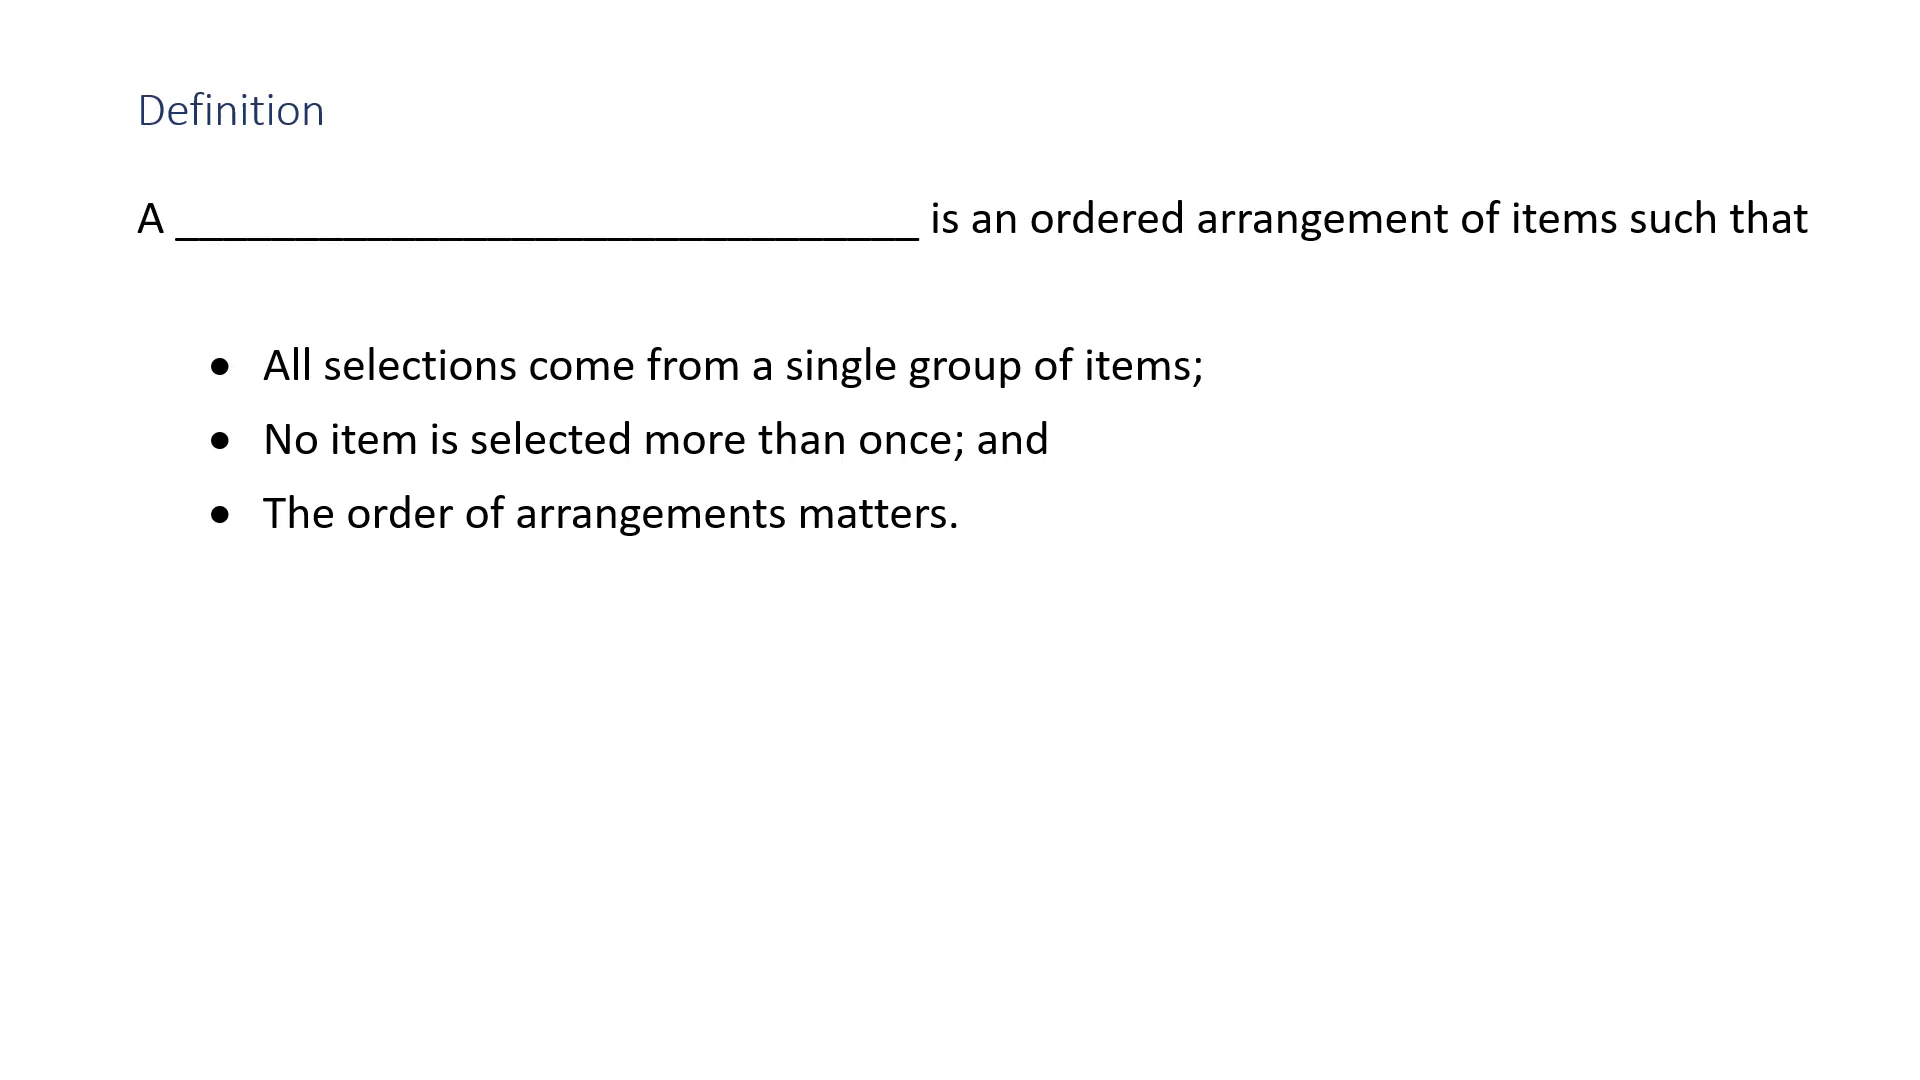 Definition
A _______________________________ is an ordered arrangement of items such that
• All selections come from a single group of items;
• No item is selected more than once; and
• The order of arrangements matters.